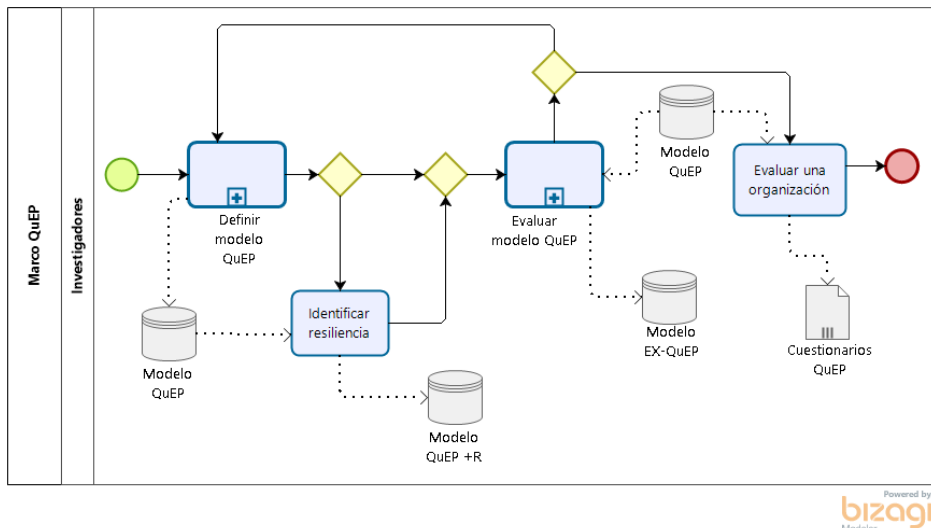 Marco QuEP
Investigadores
Definir
modelo
QuEP
Evaluar
modelo QuEP
Modelo
QuEP
Evaluar una
organización
Identificar
resiliencia
Modelo
QuEP
Modelo
QuEP +R
Modelo
EX-QuEP
Cuestionarios
QuEP
Powered by
bizagi
Modeler